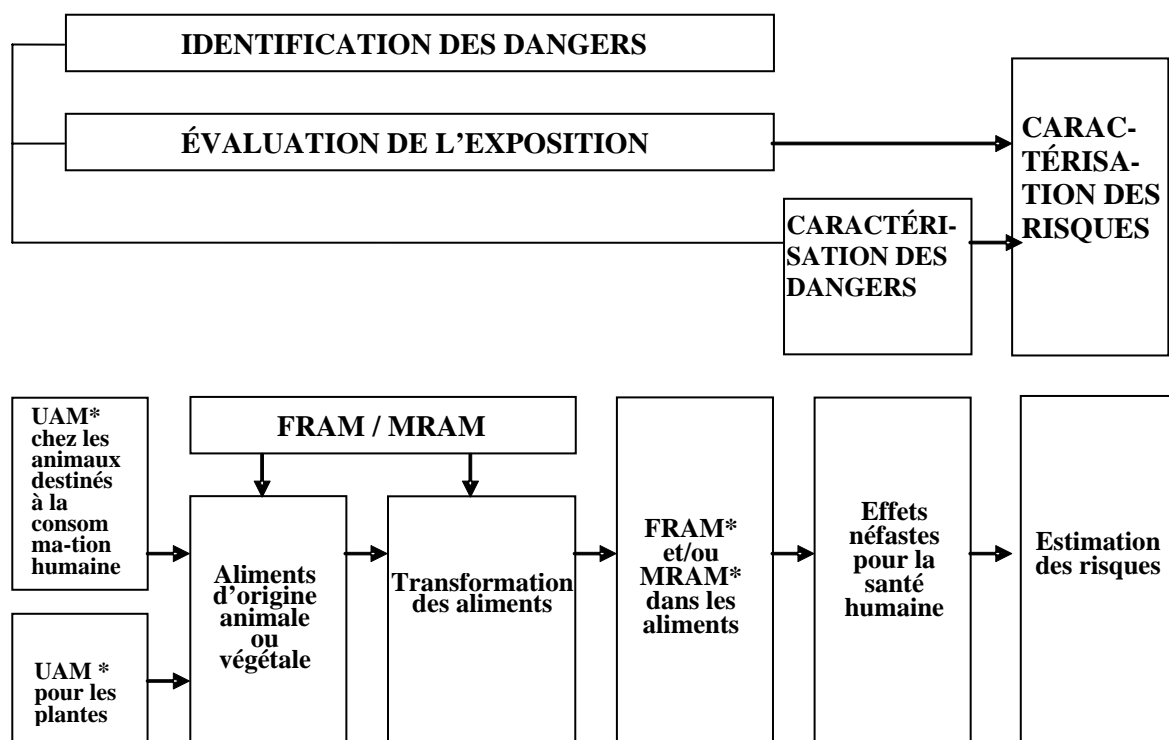 IDENTIFICATION DES DANGERS
ÉVALUATION DE L’EXPOSITION
CARAC-
TÉRISA-
TION DES
RISQUES
CARACTÉRI-
SATION DES
DANGERS
UAM*
chez les
animaux
destinés
à la
consom
ma-tion
humaine
UAM *
pour les
plantes
FRAM / MRAM
Aliments
d’origine
animale
ou
végétale
Transformation
des aliments
FRAM*
et/ou
MRAM*
dans les
aliments
Effets
néfastes
pour la
santé
humaine
Estimation
des risques